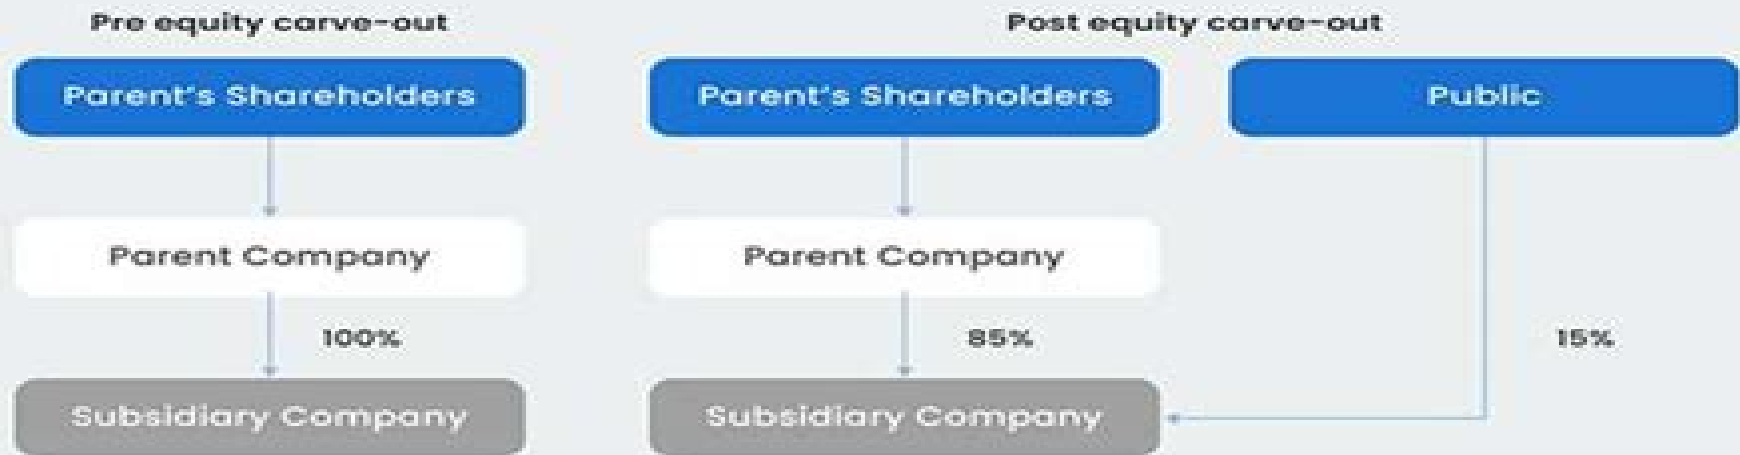 Pre equity carve-out
Post equity carve-out
Parent's Shareholders
Parent's Shareholders
Public
Parent Company
Parent Company
100%
85%
15%
Subsidiary Company
Subsidiary Company